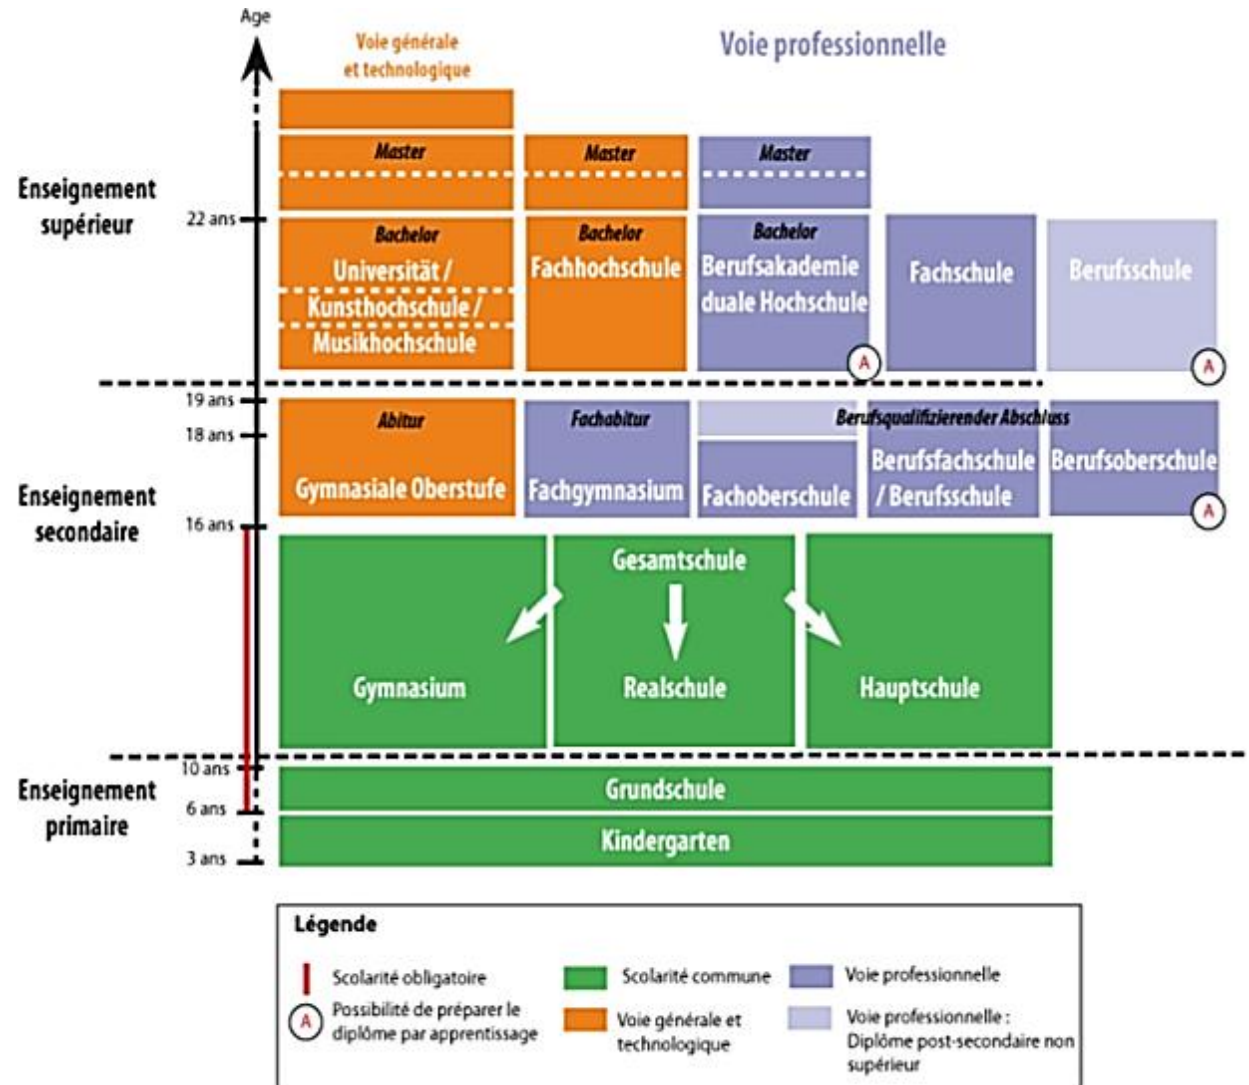 Age
Voie générale
et technologique
Voie professionnelle
Enseignement
supérieur
22 ans
Master
Master
Master
Bachelor
Universität /
Kunsthochschule /
Musikhochschule
Bachelor
Fachhochschule
Bachelor
Berufsakademie
duale Hochschule
A
Fachschule
Berufsschule
A
Enseignement
secondaire
19 ans
18 ans
16 ans
Abitur
Gymnasiale Oberstufe
Fachabitur
Fachgymnasium
Fachoberschule
Berufsqualifizierender Abschluss
Berufsfachschule
/ Berufsschule
Berufsoberschule
A
Gesamtschule
Gymnasium
Realschule
Hauptschule
Enseignement
primaire
10 ans
6 ans
3 ans
Grundschule
Kindergarten
Légende
Scolarité obligatoire
A
Possibilité de préparer le
diplôme par apprentissage
Scolarité commune
Voie générale et
technologique
Voie professionnelle
Voie professionnelle :
Diplôme post-secondaire non
supérieur